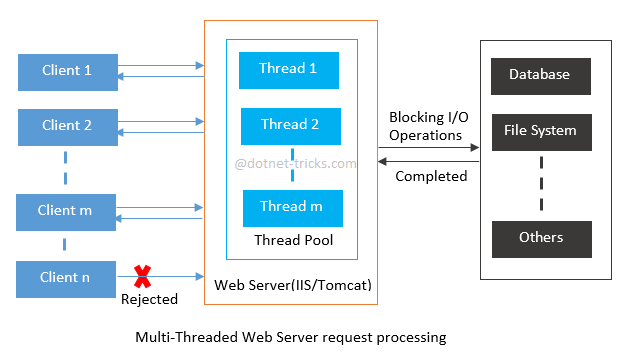 Client 1
Client 2
Client m
Client n
Rejected
Thread 1
Thread 2
@dotnet-tricks.com
Thread m
Thread Pool
Web Server(IIS/Tomcat)
Blocking I/O
Operations
Completed
Database
File System
Others
Multi-Threaded Web Server request processing